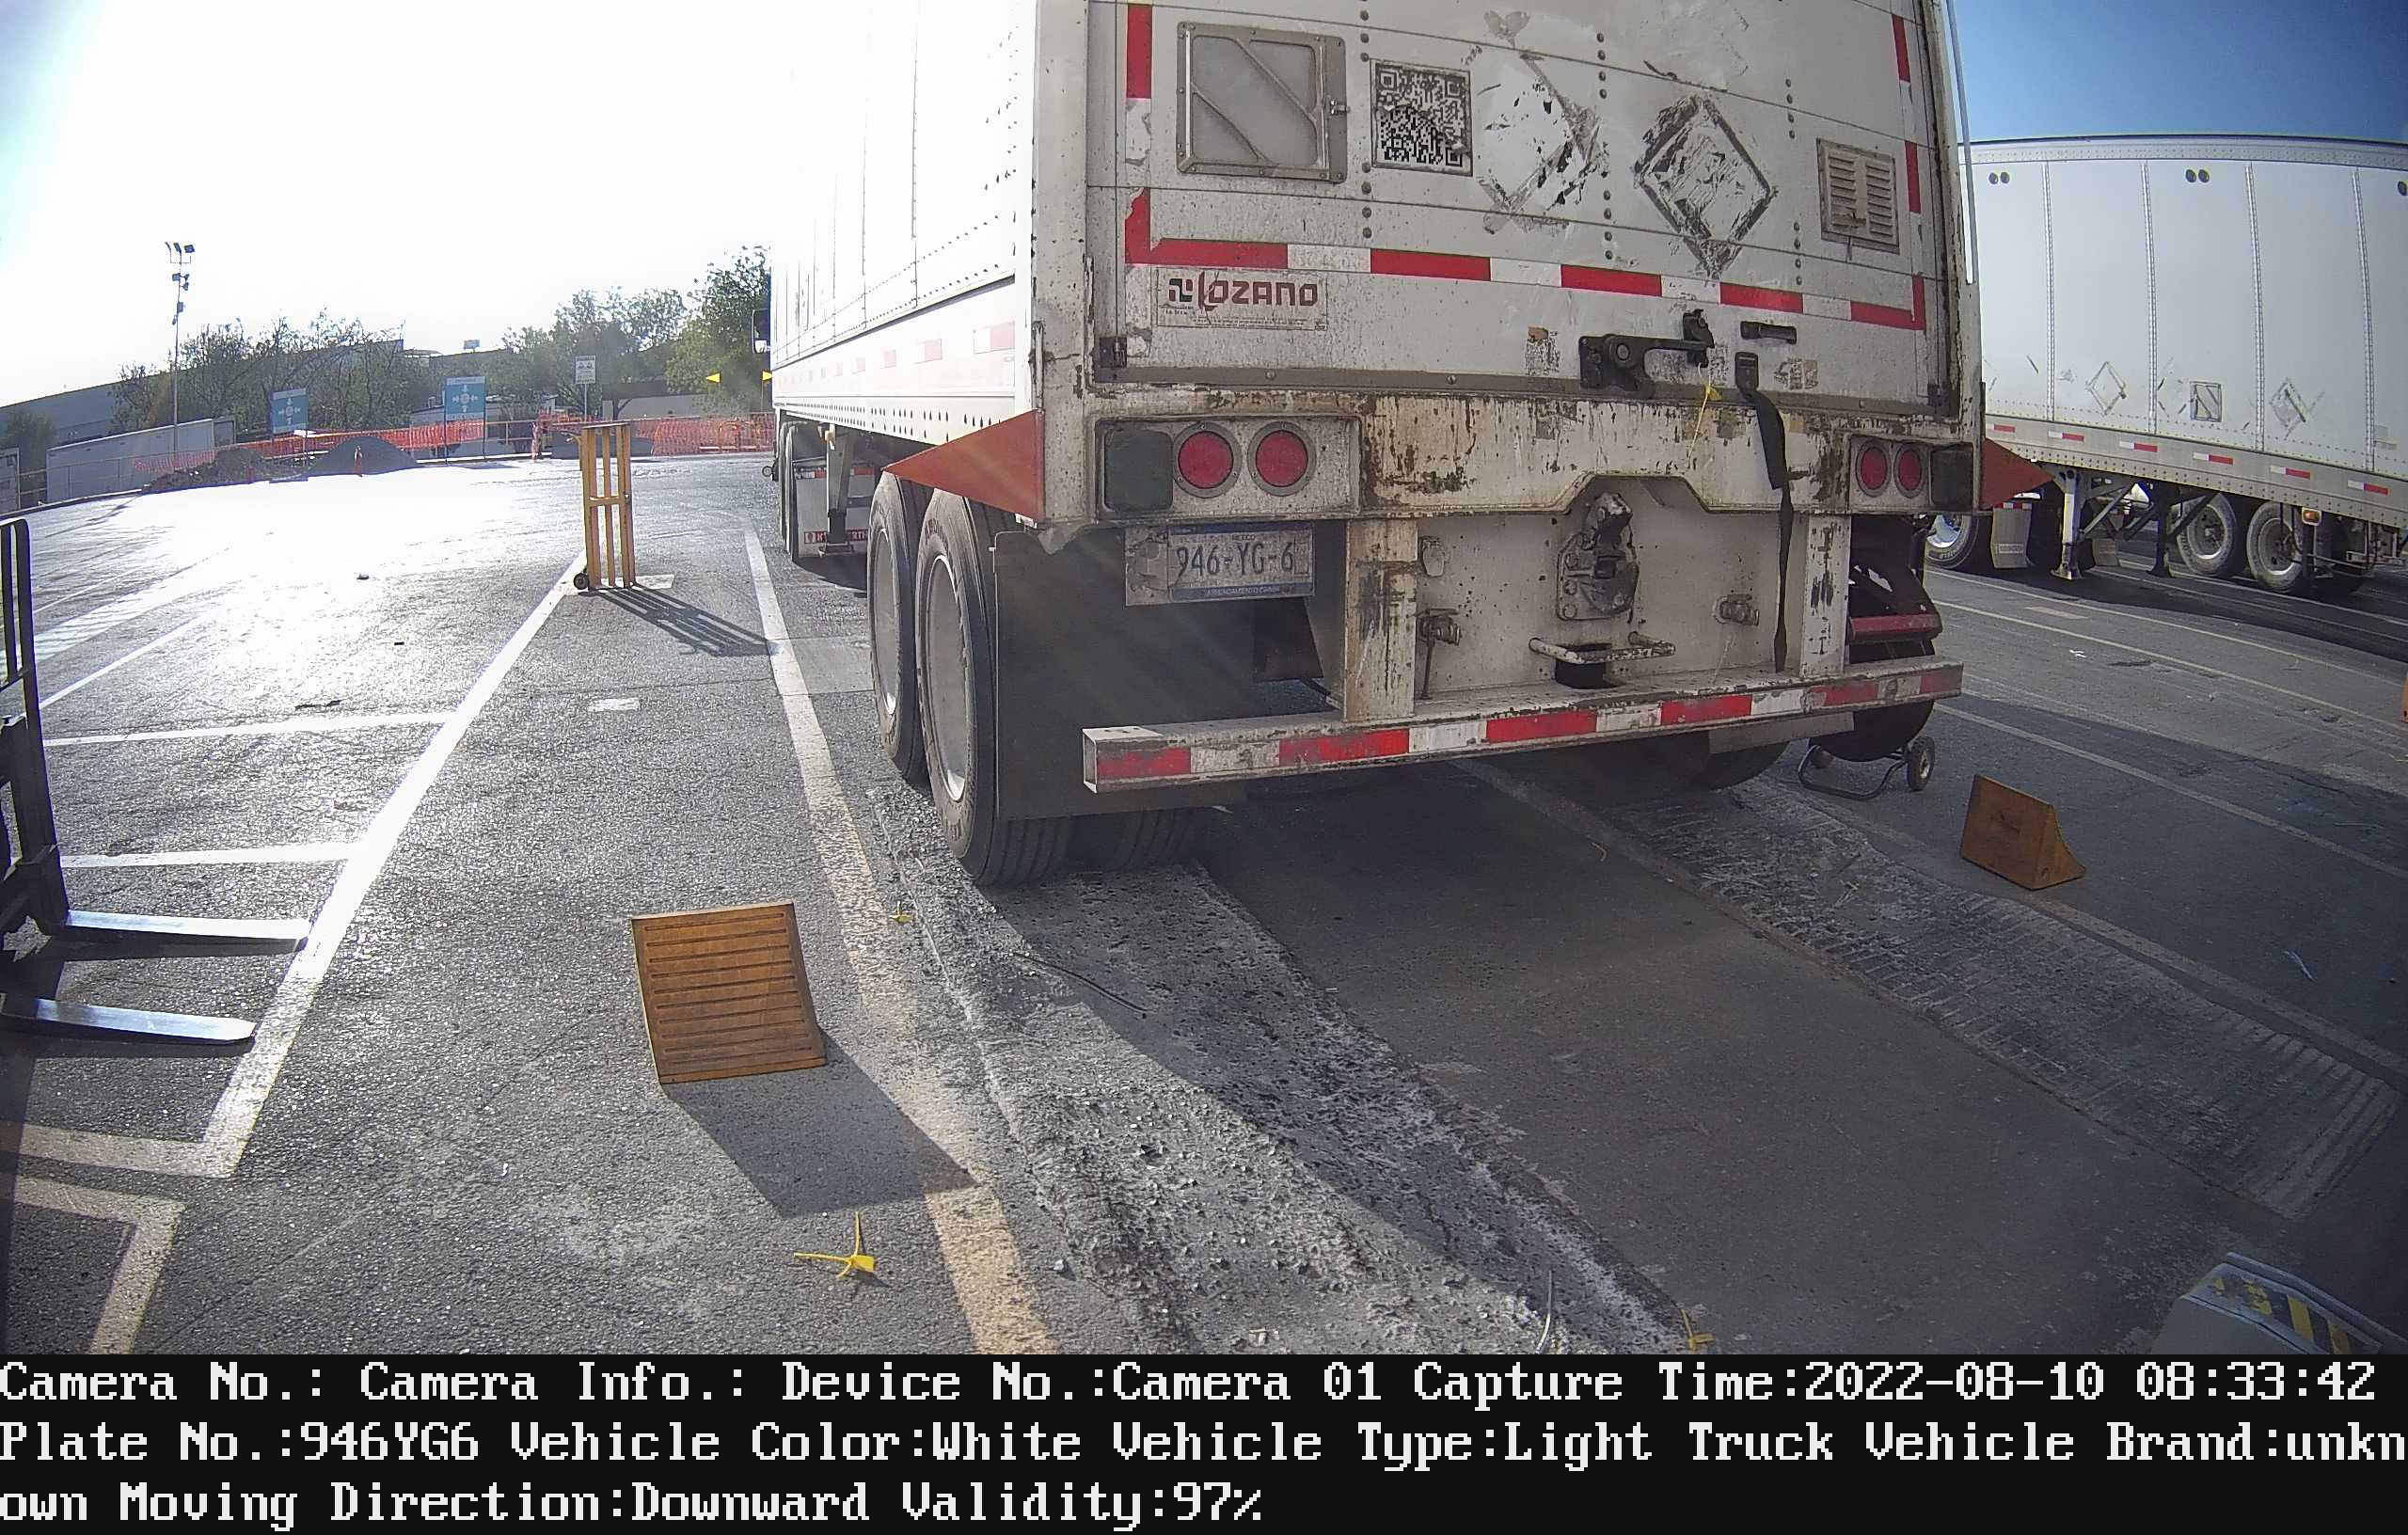 LOZANO
MEXICO
946-YG-6
Camera No.: Camera Info.: Device No.:Camera 01 Capture Time:2022-08-10 08:33:42
Plate No.:946YG6 Vehicle Color:White Vehicle Type:Light Truck Vehicle Brand:unkn
own Moving Direction:Downward Validity:97%